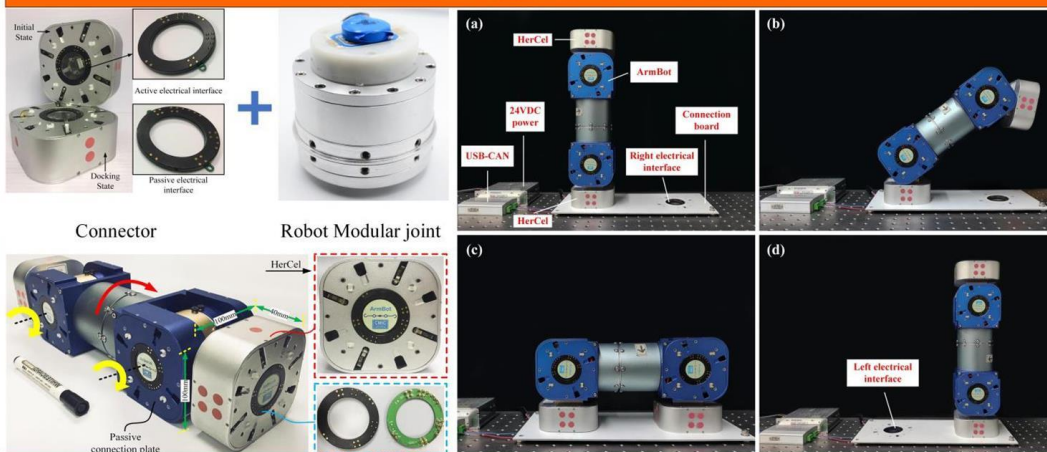 Initial
State
Active electrical interface
Passive electrical
interface
Docking
State
Connector
Robot Modular joint
HerCel
ArmBot
100mm
40mm
100mm
Passive
connection plate
(a)
HerCel
ArmBot
24VDC
power
USB-CAN
Connection
board
Right electrical
interface
HerCel
(b)
(c)
(d)
Left electrical
interface